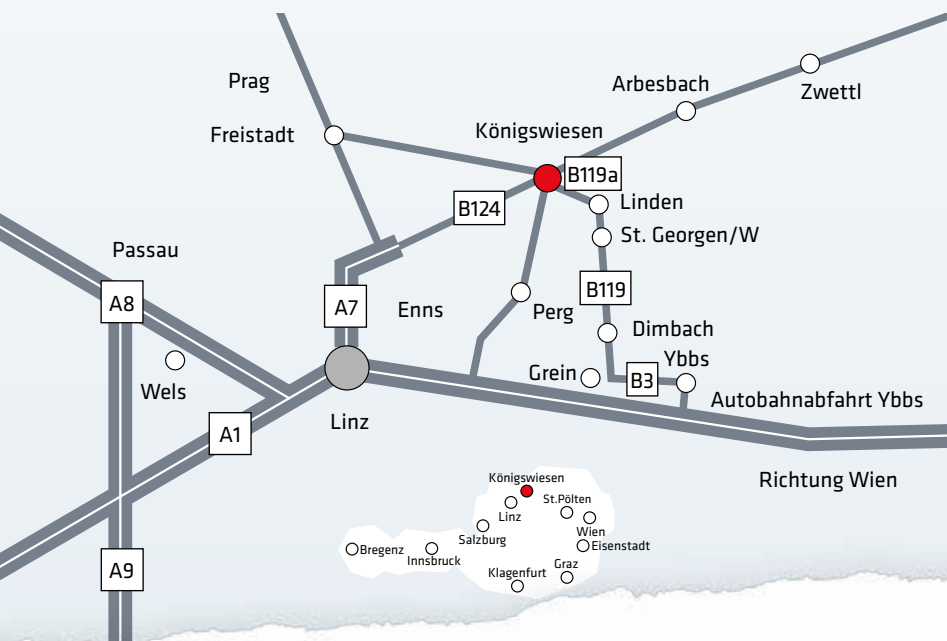 Prag
Arbesbach
Zwettl
Freistadt
Königswiesen
B119a
B124
Linden
St. Georgen/W
Passau
A8
A7
Enns
B119
Perg
Dimbach
Ybbs
Wels
Grein
B3
Autobahnabfahrt Ybbs
A1
Linz
Richtung Wien
Königswiesen
St.Pölten
Linz
Wien
Salzburg
Eisenstadt
Bregenz
Innsbruck
Graz
Klagenfurt
A9